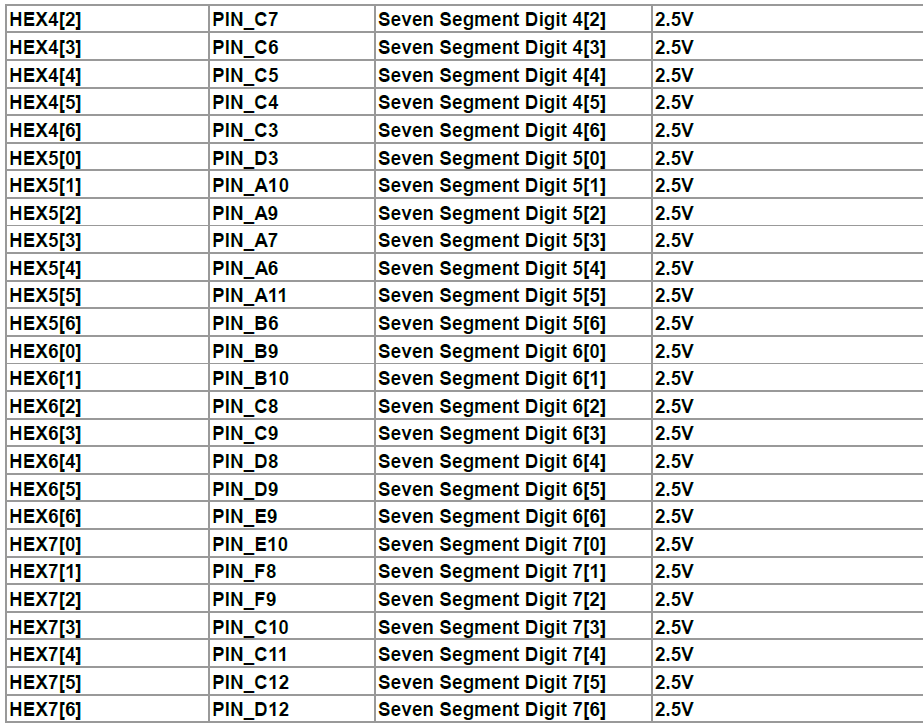 HEX4[2] PIN_C7 Seven Segment Digit 4[2] 2.5V
HEX4[3] PIN_C6 Seven Segment Digit 4[3] 2.5V
HEX4[4] PIN_C5 Seven Segment Digit 4[4] 2.5V
HEX4[5] PIN_C4 Seven Segment Digit 4[5] 2.5V
HEX4[6] PIN_C3 Seven Segment Digit 4[6] 2.5V
HEX5[0] PIN_D3 Seven Segment Digit 5[0] 2.5V
HEX5[1] PIN_A10 Seven Segment Digit 5[1] 2.5V
HEX5[2] PIN_A9 Seven Segment Digit 5[2] 2.5V
HEX5[3] PIN_A7 Seven Segment Digit 5[3] 2.5V
HEX5[4] PIN_A6 Seven Segment Digit 5[4] 2.5V
HEX5[5] PIN_A11 Seven Segment Digit 5[5] 2.5V
HEX5[6] PIN_B6 Seven Segment Digit 5[6] 2.5V
HEX6[0] PIN_B9 Seven Segment Digit 6[0] 2.5V
HEX6[1] PIN_B10 Seven Segment Digit 6[1] 2.5V
HEX6[2] PIN_C8 Seven Segment Digit 6[2] 2.5V
HEX6[3] PIN_C9 Seven Segment Digit 6[3] 2.5V
HEX6[4] PIN_D8 Seven Segment Digit 6[4] 2.5V
HEX6[5] PIN_D9 Seven Segment Digit 6[5] 2.5V
HEX6[6] PIN_E9 Seven Segment Digit 6[6] 2.5V
HEX7[0] PIN_E10 Seven Segment Digit 7[0] 2.5V
HEX7[1] PIN_F8 Seven Segment Digit 7[1] 2.5V
HEX7[2] PIN_F9 Seven Segment Digit 7[2] 2.5V
HEX7[3] PIN_C10 Seven Segment Digit 7[3] 2.5V
HEX7[4] PIN_C11 Seven Segment Digit 7[4] 2.5V
HEX7[5] PIN_C12 Seven Segment Digit 7[5] 2.5V
HEX7[6] PIN_D12 Seven Segment Digit 7[6] 2.5V